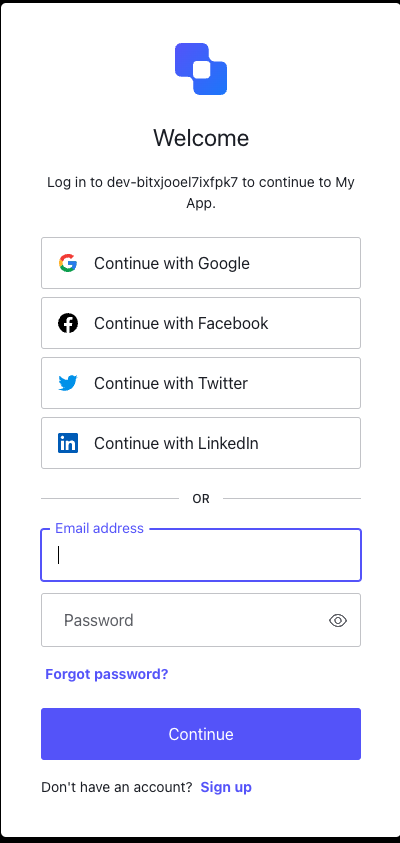 Welcome
Log in to dev-bitxjooel7ixfpk7 to continue to My
App.
Continue with Google
Continue with Facebook
Continue with Twitter
Continue with LinkedIn
OR
Email address
Password
Forgot password?
Continue
Don't have an account? Sign up